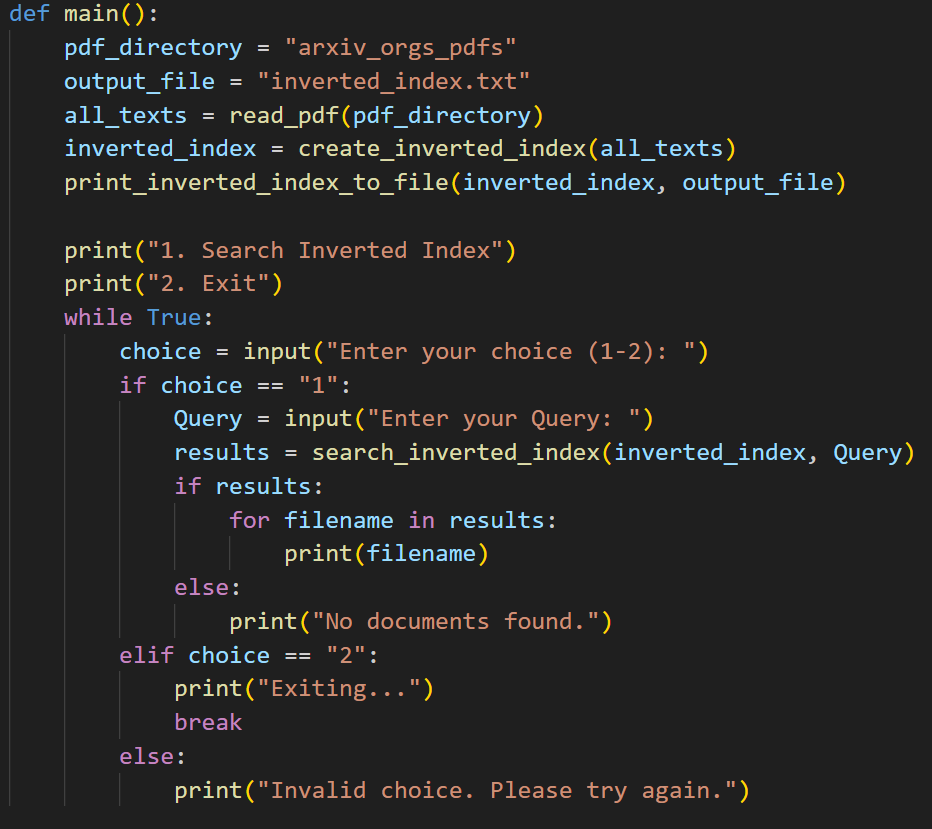 def main():
    pdf_directory = "arxiv_orgs_pdfs"
    output_file = "inverted_index.txt"
    all_texts = read_pdf(pdf_directory)
    inverted_index = create_inverted_index(all_texts)
    print_inverted_index_to_file(inverted_index, output_file)

    print("1. Search Inverted Index")
    print("2. Exit")
    while True:
        choice = input("Enter your choice (1-2): ")
        if choice == "1":
            Query = input("Enter your Query: ")
            results = search_inverted_index(inverted_index, Query)
            if results:
                for filename in results:
                    print(filename)
            else:
                print("No documents found.")
        elif choice == "2":
            print("Exiting...")
            break
        else:
            print("Invalid choice. Please try again.")